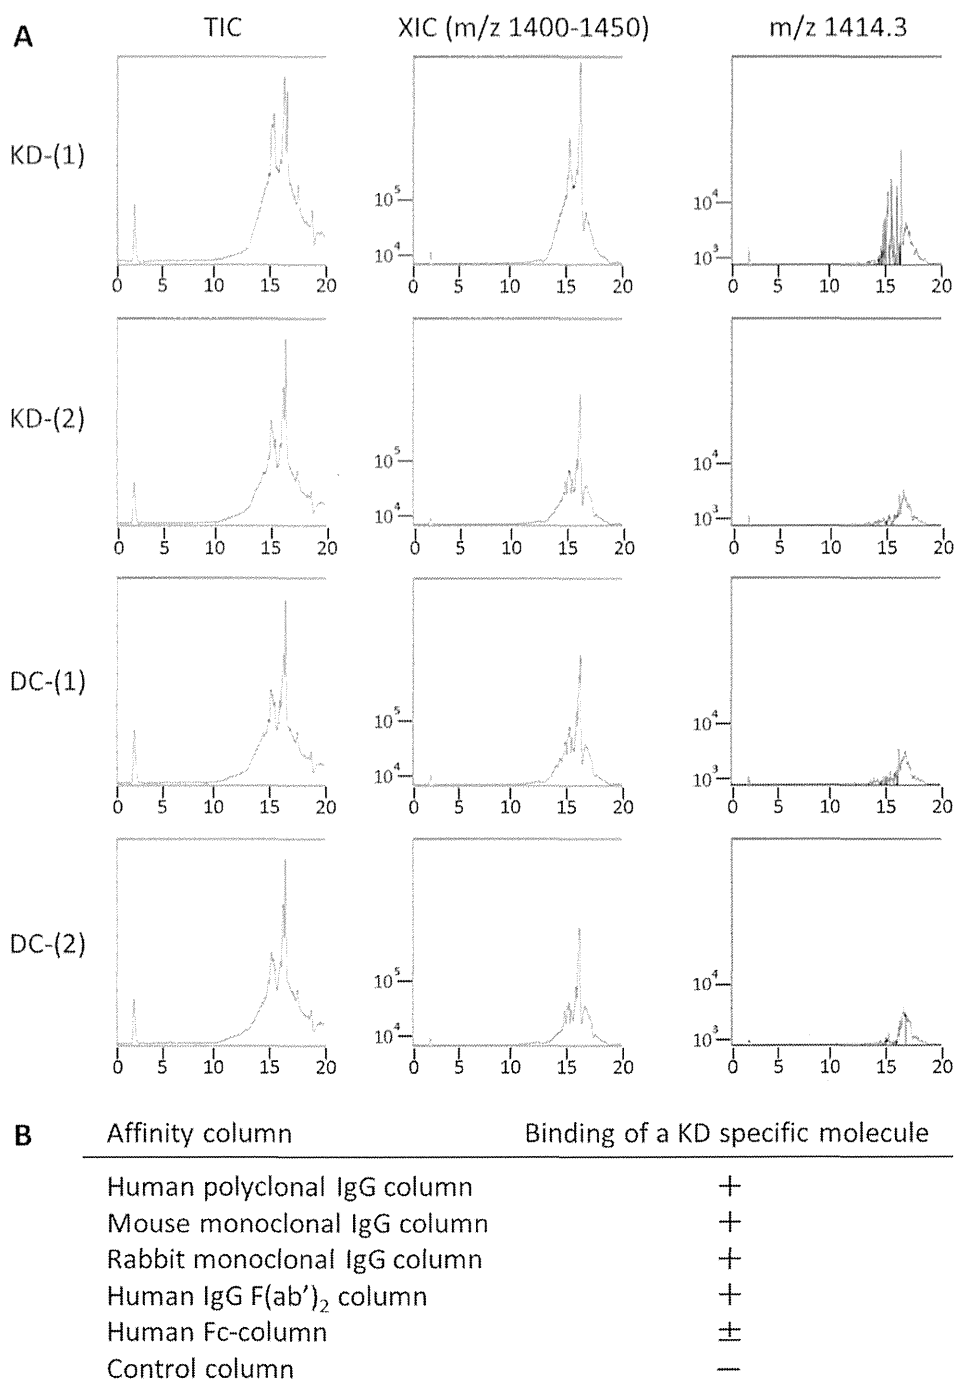 A
TIC
XIC (m/z 1400-1450)
m/z 1414.3
KD-(1)
10⁵
10⁴
10⁴
10³
0 5 10 15 20
0 5 10 15 20
0 5 10 15 20
KD-(2)
10⁵
10⁴
10⁴
10³
0 5 10 15 20
0 5 10 15 20
0 5 10 15 20
DC-(1)
10⁵
10⁴
10⁴
10³
0 5 10 15 20
0 5 10 15 20
0 5 10 15 20
DC-(2)
10⁵
10⁴
10⁴
10³
0 5 10 15 20
0 5 10 15 20
0 5 10 15 20
B
Affinity column Binding of a KD specific molecule
Human polyclonal IgG column +
Mouse monoclonal IgG column +
Rabbit monoclonal IgG column +
Human IgG F(ab’)₂ column +
Human Fc-column ±
Control column −